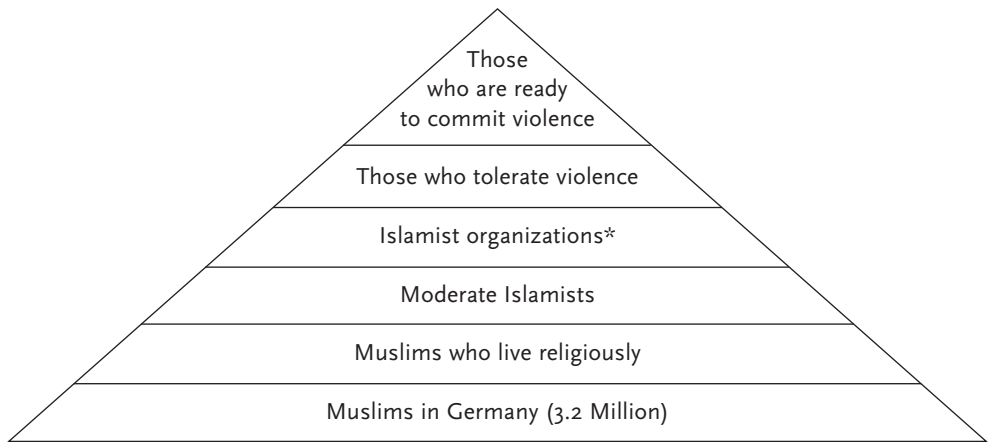 Those
who are ready
to commit violence
Those who tolerate violence
Islamist organizations*
Moderate Islamists
Muslims who live religiously
Muslims in Germany (3.2 Million)